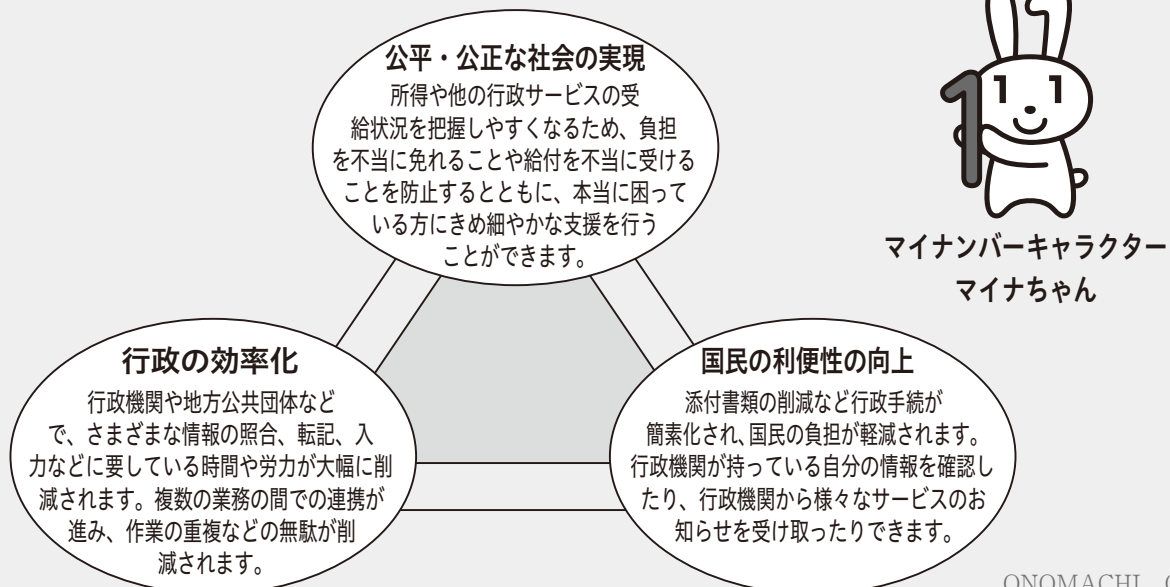 公平・公正な社会の実現
所得や他の行政サービスの受
給状況を把握しやすくなるため、負担
を不当に免れることや給付を不当に受ける
ことを防止するとともに、本当に困って
いる方にきめ細やかな支援を行う
ことができます。
1
マイナンバーキャラクター
マイナちゃん
行政の効率化
行政機関や地方公共団体など
で、さまざまな情報の照合、転記、入
力などに要している時間や労力が大幅に削
減されます。複数の業務の間での連携が
進み、作業の重複などの無駄が削
減されます。
国民の利便性の向上
添付書類の削減など行政手続が
簡素化され、国民の負担が軽減されます。
行政機関が持っている自分の情報を確認し
たり、行政機関から様々なサービスのお
知らせを受け取ったりできます。
ONOMACHI